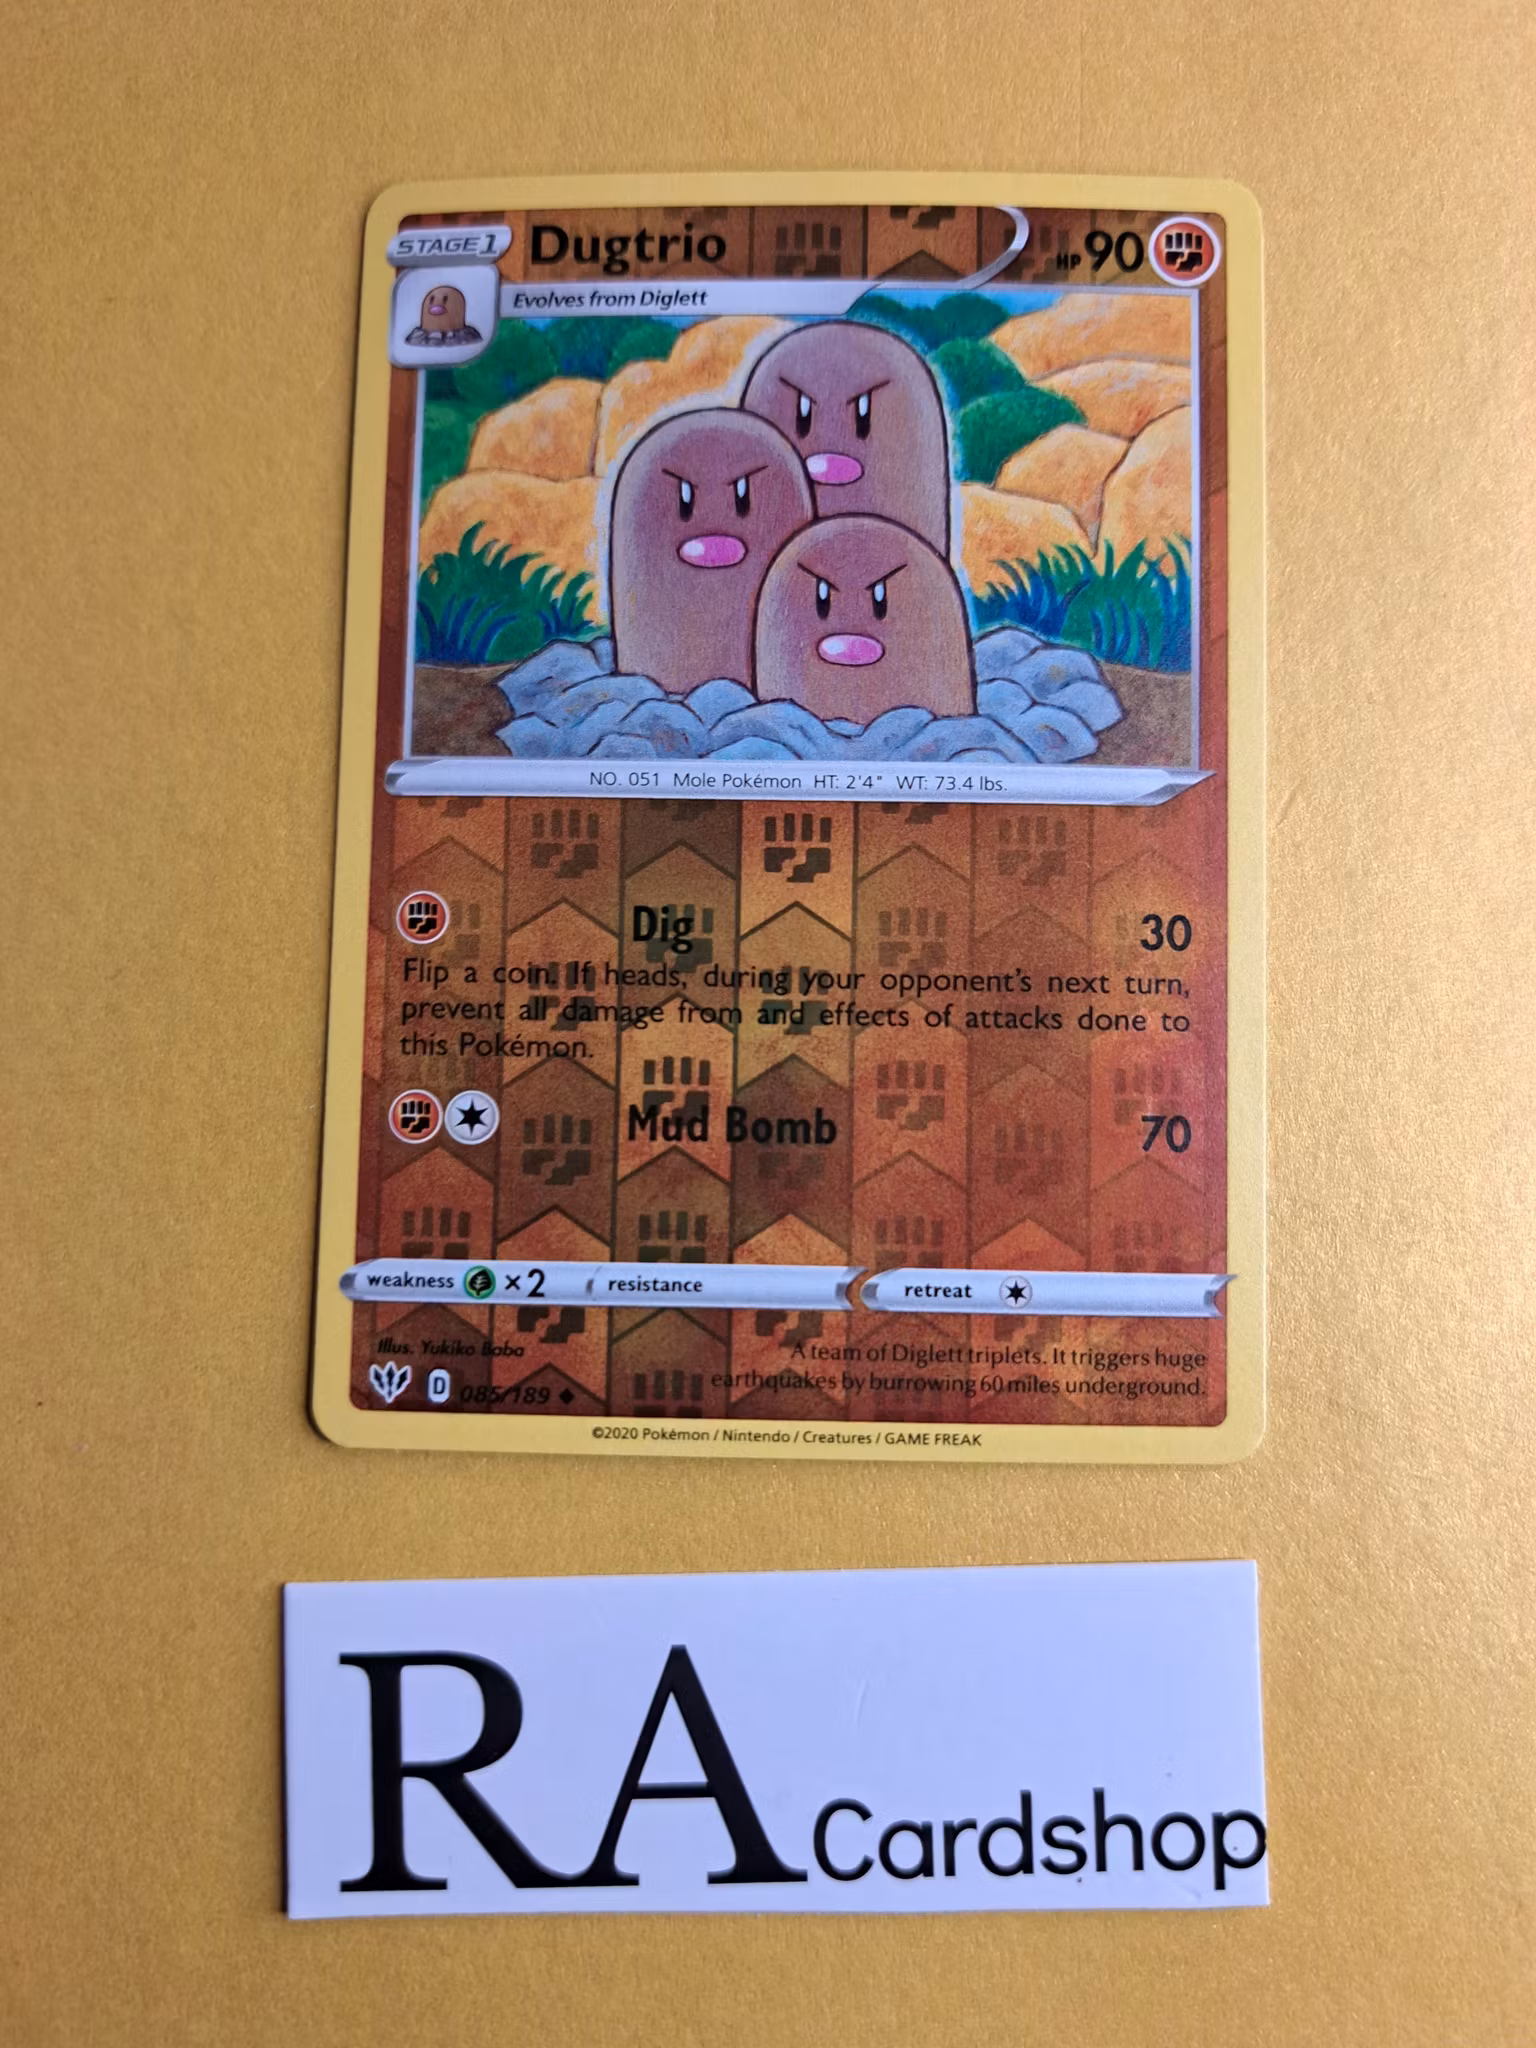 STAGE 1 Dugtrio HP 90
Evolves from Diglett
NO. 051 Mole Pokémon HT: 2'4" WT: 73.4 lbs.
Dig 30
Flip a coin. If heads, during your opponent's next turn,
prevent all damage from and effects of attacks done to
this Pokémon.
Mud Bomb 70
weakness ×2 resistance retreat
Illus. Yukiko Baba
A team of Diglett triplets. It triggers huge
earthquakes by burrowing 60 miles underground.
D 085/189
©2020 Pokémon / Nintendo / Creatures / GAME FREAK
RA Cardshop